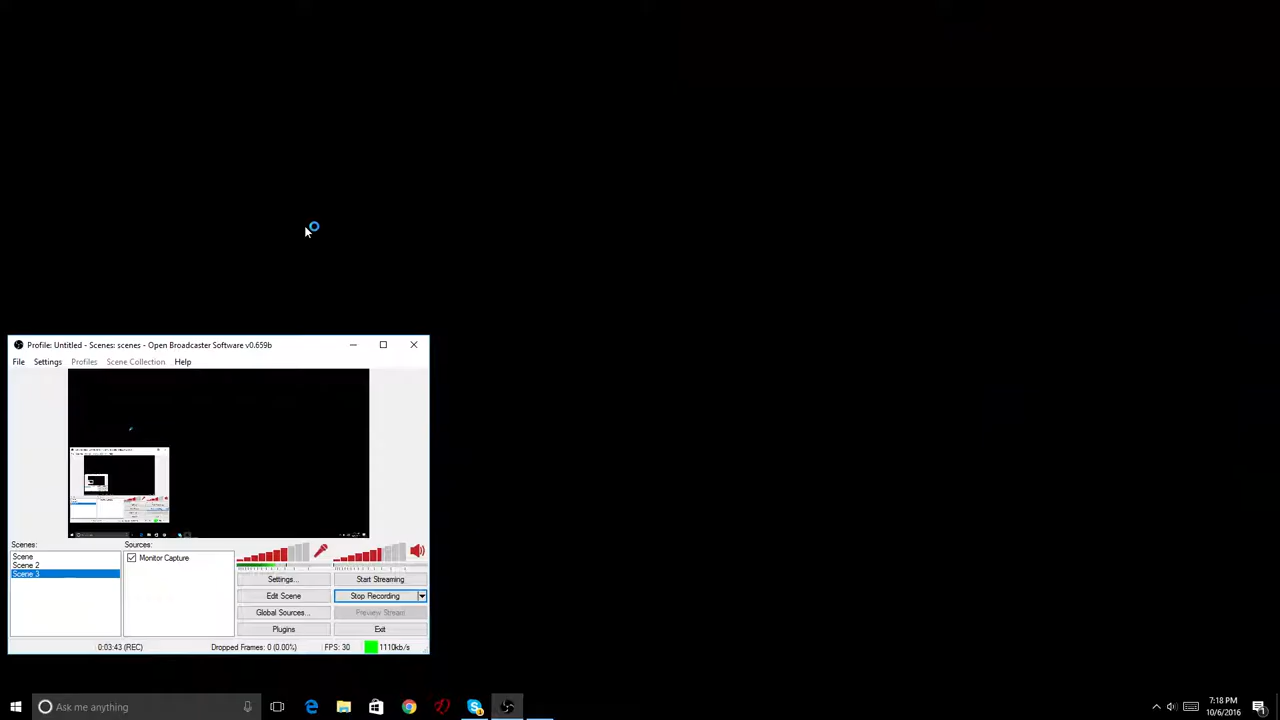 Profile: Untitled - Scenes: scenes - Open Broadcaster Software v0.659b
File Settings Profiles Scene Collection Help
Scenes:
Scene
Scene 2
Scene 3
Sources:
Monitor Capture
Settings...
Start Streaming
Edit Scene
Stop Recording
Global Sources...
Preview Stream
Plugins
Exit
0:03:43 (REC)
Dropped Frames: 0 (0.00%)
FPS: 30
1110kb/s
Ask me anything
7:18 PM
10/6/2016